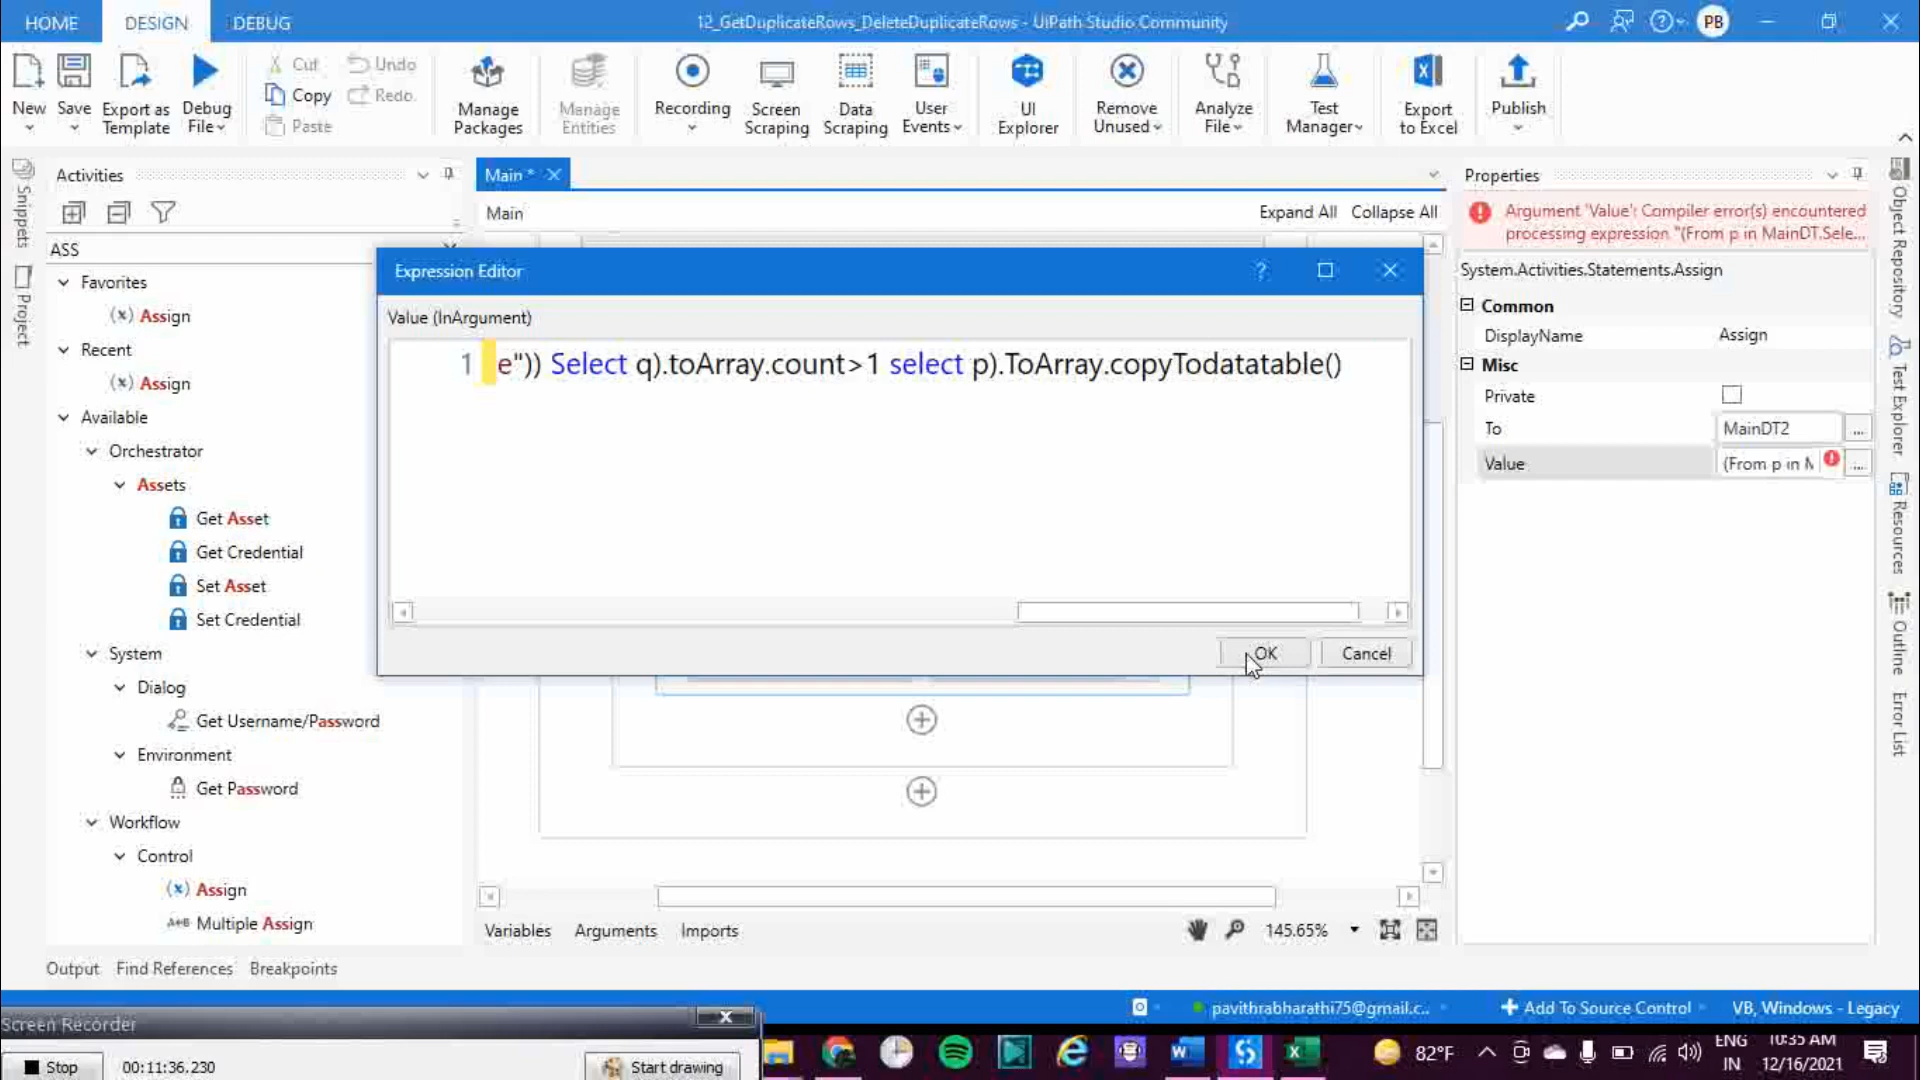 HOME DESIGN DEBUG 12_GetDuplicateRows_DeleteDuplicateRows - UiPath Studio Community PB
New Save Export as Template Debug File
Cut Copy Paste Undo Redo
Manage Packages Manage Entities Recording Screen Scraping Data Scraping User Events UI Explorer Remove Unused Analyze File Test Manager Export to Excel Publish
Snippets
Project
Activities
ASS
Favorites
Assign
Recent
Assign
Available
Orchestrator
Assets
Get Asset
Get Credential
Set Asset
Set Credential
System
Dialog
Get Username/Password
Environment
Get Password
Workflow
Control
Assign
A+B Multiple Assign
Main *
Main Expand All Collapse All
Expression Editor ?
Value (InArgument)
1 e")) Select q).toArray.count>1 select p).ToArray.copyTodatatable()
OK Cancel
Variables Arguments Imports 145.65%
Properties
Argument 'Value': Compiler error(s) encountered
processing expression "(From p in MainDT.Sele...
System.Activities.Statements.Assign
Common
DisplayName Assign
Misc
Private
To MainDT2 ...
Value (From p in M ...
Object Repository
Test Explorer
Resources
Outline
Error List
Output Find References Breakpoints
pavithrabharathi75@gmail.c... Add To Source Control VB, Windows - Legacy
Screen Recorder
Stop 00:11:36.230 Start drawing
82°F ENG IN 10:35 AM 12/16/2021